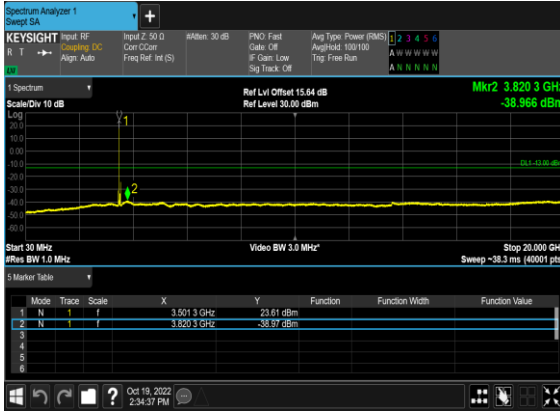 Spectrum Analyzer 1
Swept SA
+
KEYSIGHT Input: RF Input Z: 50 Ω #Atten: 30 dB PNO: Fast Avg Type: Power (RMS) 1 2 3 4 5 6
R T Coupling: DC Corr CCorr Gate: Off Avg|Hold: 100/100 A W W W W W
Align: Auto Freq Ref: Int (S) IF Gain: Low Trig: Free Run
Sig Track: Off A N N N N N
1 Spectrum Ref Lvl Offset 15.64 dB Mkr2 3.820 3 GHz
Scale/Div 10 dB Ref Level 30.00 dBm -38.966 dBm
Log
20.0
10.0
0.00
-10.0
-20.0
-30.0
-40.0
-50.0
-60.0
1
DL1 -13.00 dBm
2
Start 30 MHz Video BW 3.0 MHz* Stop 20.000 GHz
#Res BW 1.0 MHz Sweep ~38.3 ms (40001 pts)
5 Marker Table
Mode Trace Scale X Y Function Function Width Function Value
1 N 1 f 3.501 3 GHz 23.61 dBm
2 N 1 f 3.820 3 GHz -38.97 dBm
3
4
5
6
? Oct 19, 2022
2:34:37 PM